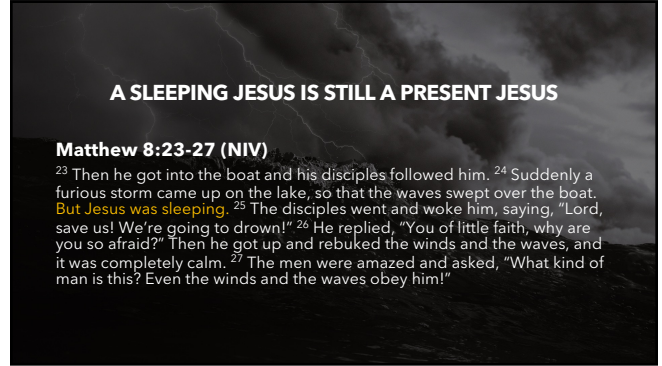 A SLEEPING JESUS IS STILL A PRESENT JESUS
Matthew 8:23-27 (NIV)
23 Then he got into the boat and his disciples followed him. 24 Suddenly a
furious storm came up on the lake, so that the waves swept over the boat.
But Jesus was sleeping. 25 The disciples went and woke him, saying, “Lord,
save us! We’re going to drown!” 26 He replied, “You of little faith, why are
you so afraid?” Then he got up and rebuked the winds and the waves, and
it was completely calm. 27 The men were amazed and asked, “What kind of
man is this? Even the winds and the waves obey him!”